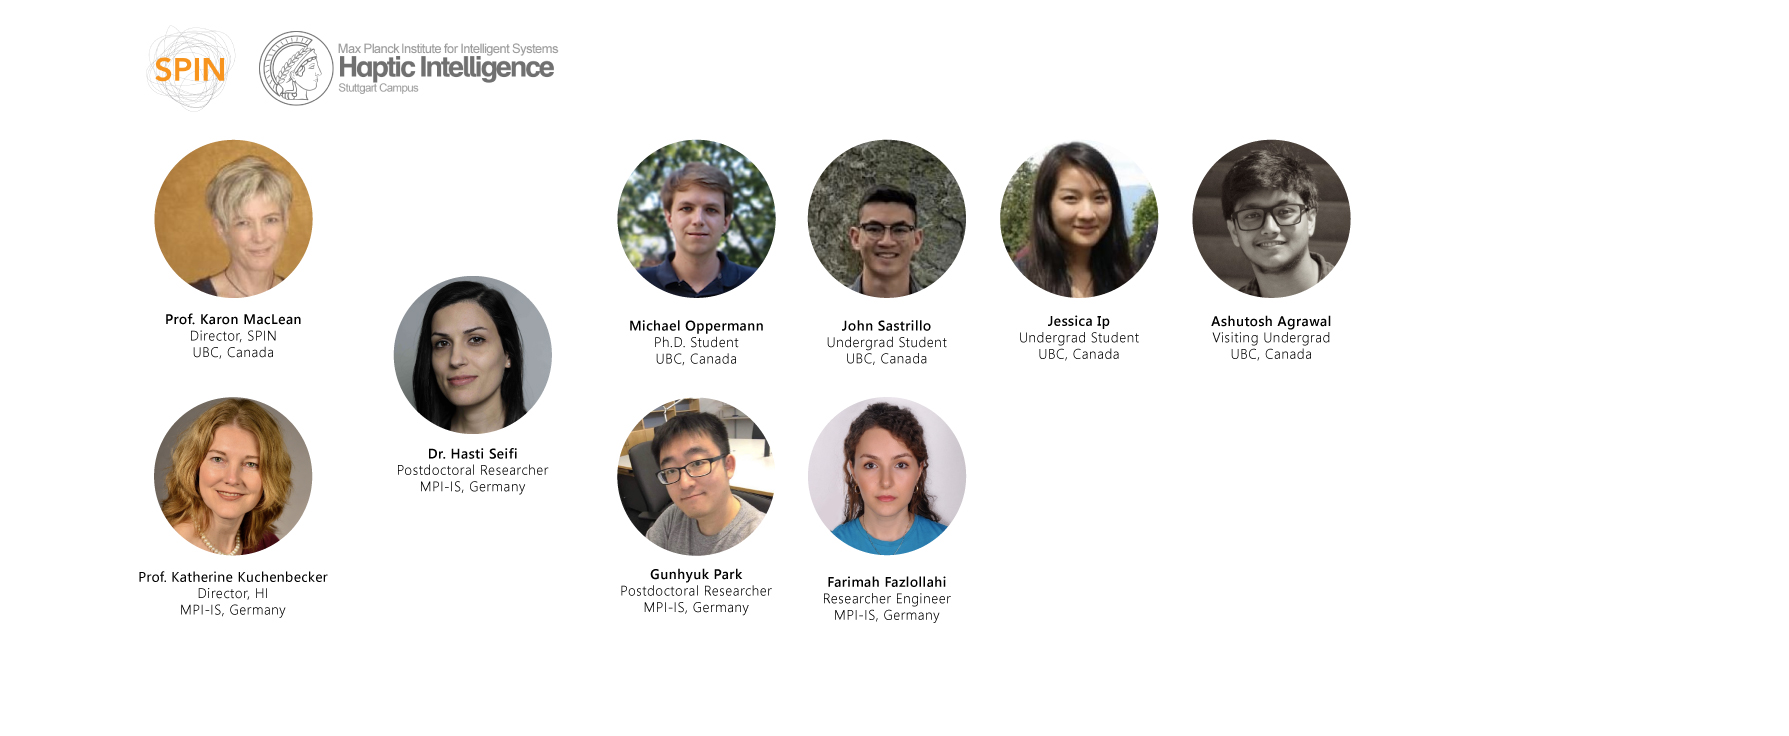 SPIN
Max Planck Institute for Intelligent Systems
Haptic Intelligence
Stuttgart Campus
Prof. Karon MacLean
Director, SPIN
UBC, Canada
Prof. Katherine Kuchenbecker
Director, HI
MPI-IS, Germany
Dr. Hasti Seifi
Postdoctoral Researcher
MPI-IS, Germany
Michael Oppermann
Ph.D. Student
UBC, Canada
John Sastrillo
Undergrad Student
UBC, Canada
Jessica Ip
Undergrad Student
UBC, Canada
Ashutosh Agrawal
Visiting Undergrad
UBC, Canada
Gunhyuk Park
Postdoctoral Researcher
MPI-IS, Germany
Farimah Fazlollahi
Researcher Engineer
MPI-IS, Germany